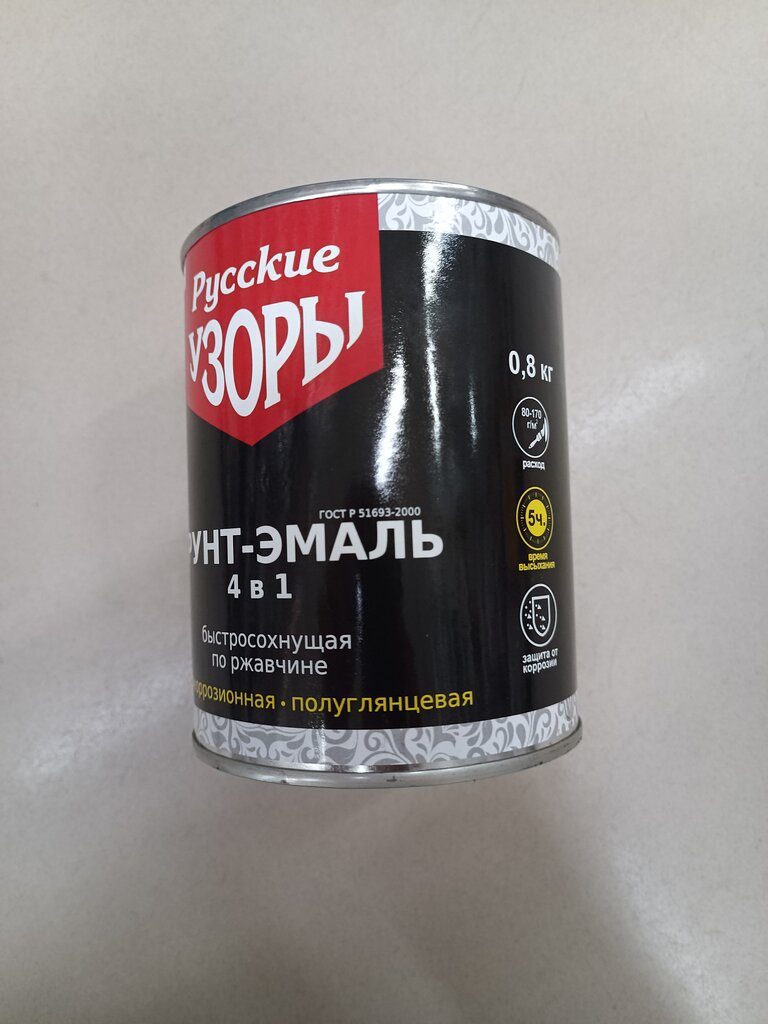 Русские
УЗОРЫ
0,8 кг
80-170
г/м²
расход
ГОСТ Р 51693-2000
РУНТ-ЭМАЛЬ
4 в 1
5ч.
время
высыхания
быстросохнущая
по ржавчине
защита от
коррозии
оррозионная • полуглянцевая